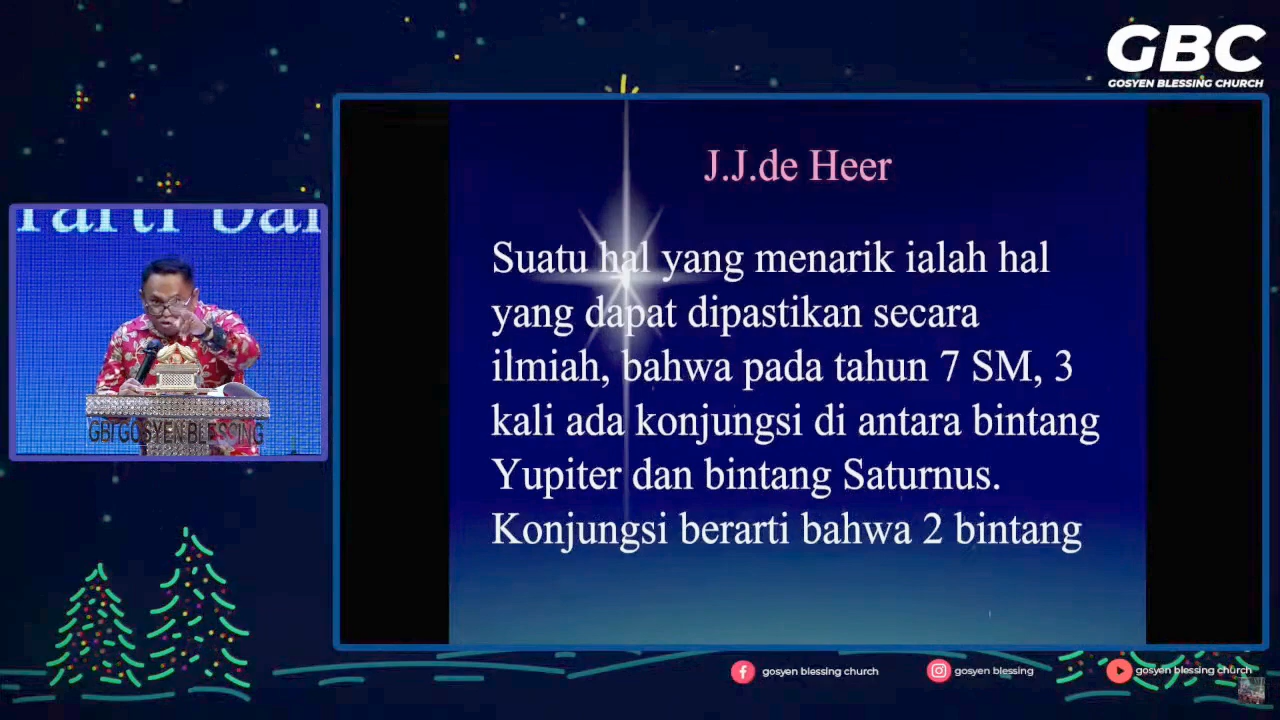 GBC
GOSYEN BLESSING CHURCH
J.J.de Heer
Suatu hal yang menarik ialah hal
yang dapat dipastikan secara
ilmiah, bahwa pada tahun 7 SM, 3
kali ada konjungsi di antara bintang
Yupiter dan bintang Saturnus.
Konjungsi berarti bahwa 2 bintang
GBI GOSYEN BLESSING
gosyen blessing church
gosyen blessing
gosyen blessing church